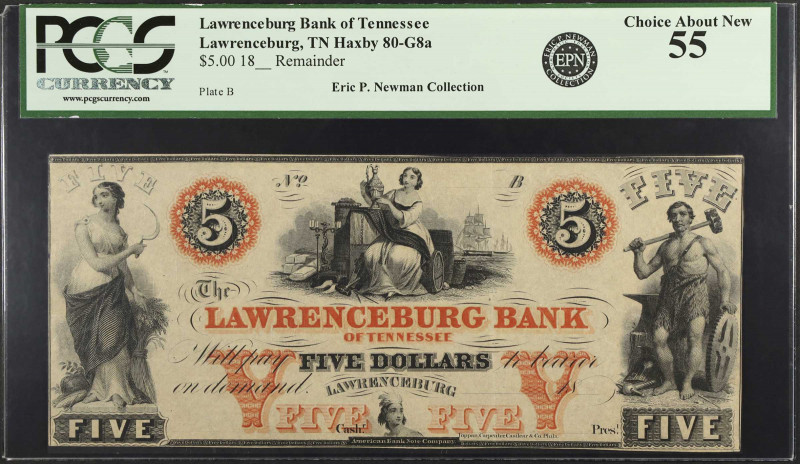 PCGS
CURRENCY
www.pcgscurrency.com
Lawrenceburg Bank of Tennessee
Lawrenceburg, TN Haxby 80-G8a
$5.00 18__ Remainder
Plate B
Eric P. Newman Collection
ERIC P. NEWMAN
EPN
COLLECTION
Choice About New
55
FIVE
No
B
FIVE
5
5
The
LAWRENCEBURG BANK
OF TENNESSEE
Will pay FIVE DOLLARS to bearer
on demand. LAWRENCEBURG 18
V FIVE FIVE V
FIVE
Cash.r
Pres.t
FIVE
American Bank Note Company